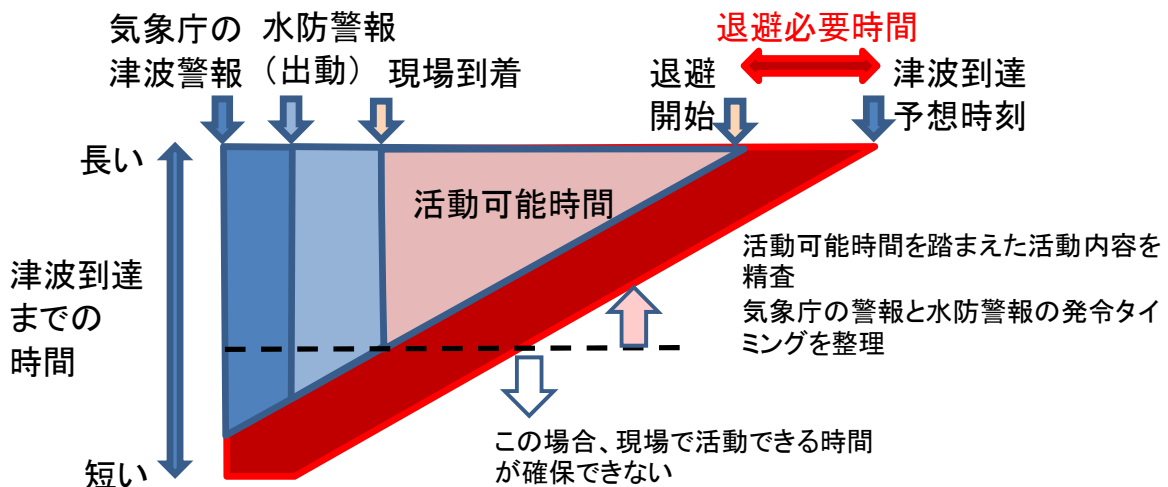 気象庁の
津波警報
水防警報
（出動）
現場到着
退避
開始
退避必要時間
津波到達
予想時刻
長い
活動可能時間
津波到達
までの
時間
短い
活動可能時間を踏まえた活動内容を
精査
気象庁の警報と水防警報の発令タイ
ミングを整理
この場合、現場で活動できる時間
が確保できない